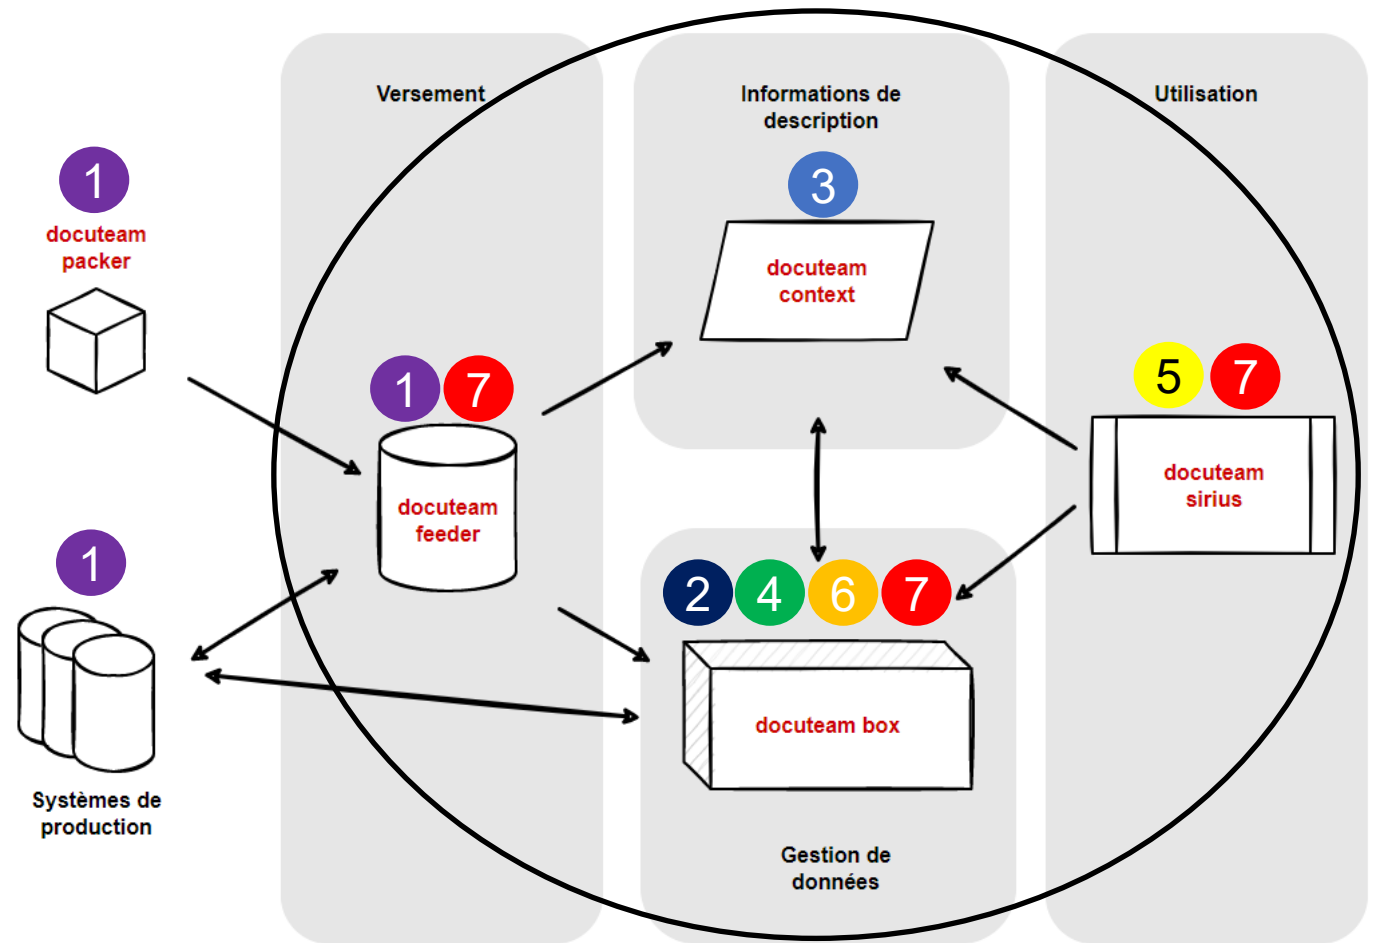 Versement
Informations de
description
Utilisation
1
docuteam
packer
3
docuteam
context
1 7
docuteam
feeder
5 7
docuteam
sirius
1
Systèmes de
production
2 4 6 7
docuteam box
Gestion de
données